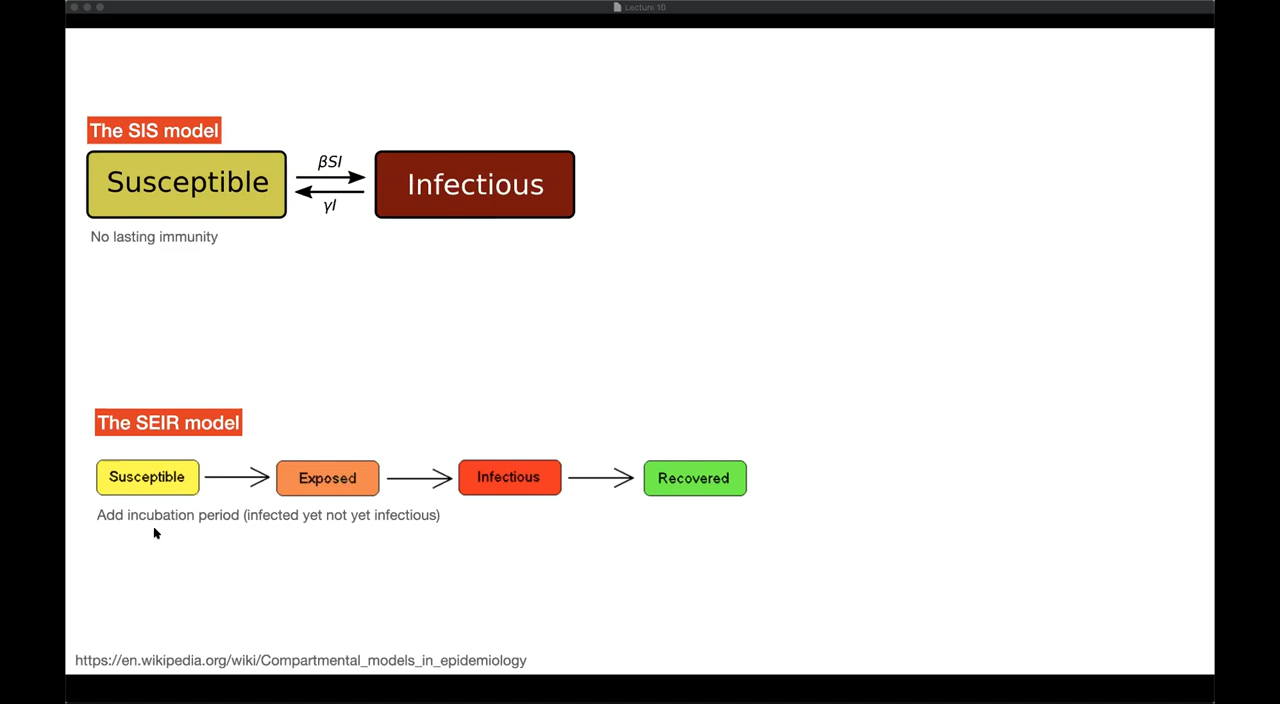 Lecture 10
The SIS model
Susceptible
βSI
γI
Infectious
No lasting immunity
The SEIR model
Susceptible
Exposed
Infectious
Recovered
Add incubation period (infected yet not yet infectious)
https://en.wikipedia.org/wiki/Compartmental_models_in_epidemiology